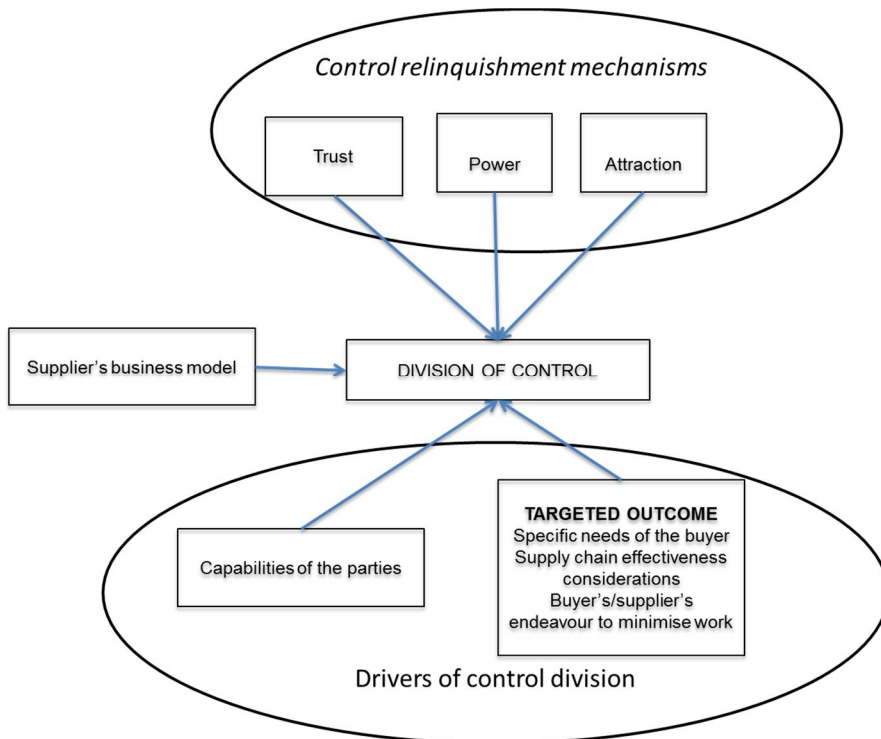 Control relinquishment mechanisms
Trust
Power
Attraction
Supplier's business model
DIVISION OF CONTROL
Capabilities of the parties
TARGETED OUTCOME
Specific needs of the buyer
Supply chain effectiveness
considerations
Buyer's/supplier's
endeavour to minimise work
Drivers of control division